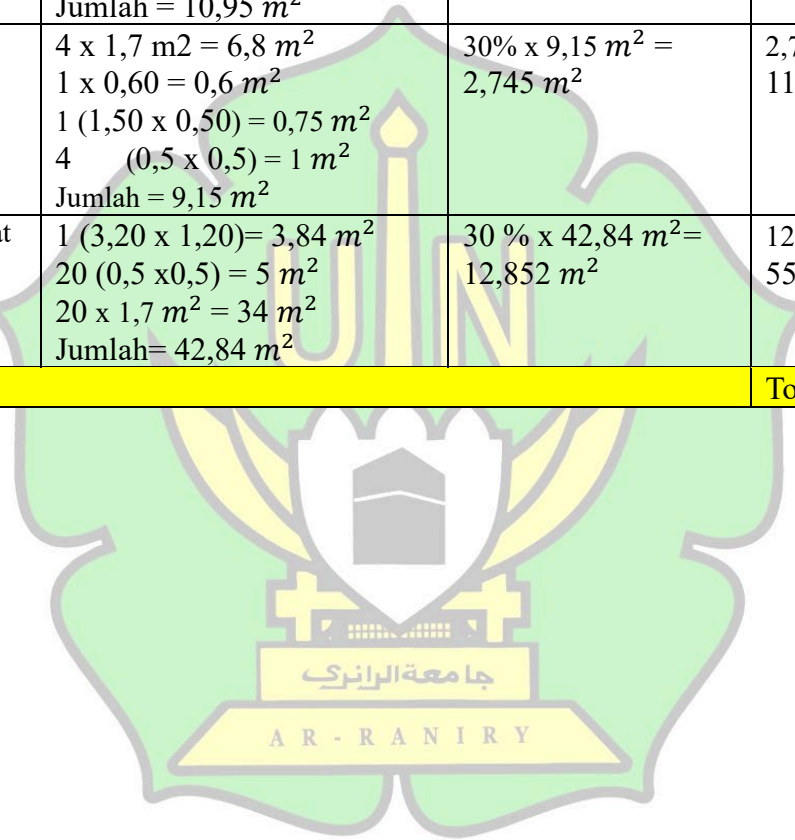 Jumlah = 10,95 m²
4 x 1,7 m2 = 6,8 m²
1 x 0,60 = 0,6 m²
1 (1,50 x 0,50) = 0,75 m²
4 (0,5 x 0,5) = 1 m²
Jumlah = 9,15 m²
30% x 9,15 m² =
2,745 m²
2,7
11
at
1 (3,20 x 1,20)= 3,84 m²
20 (0,5 x0,5) = 5 m²
20 x 1,7 m² = 34 m²
Jumlah= 42,84 m²
30 % x 42,84 m²=
12,852 m²
12
55
To
UIN
جامعة الرانري
AR-RANIRY